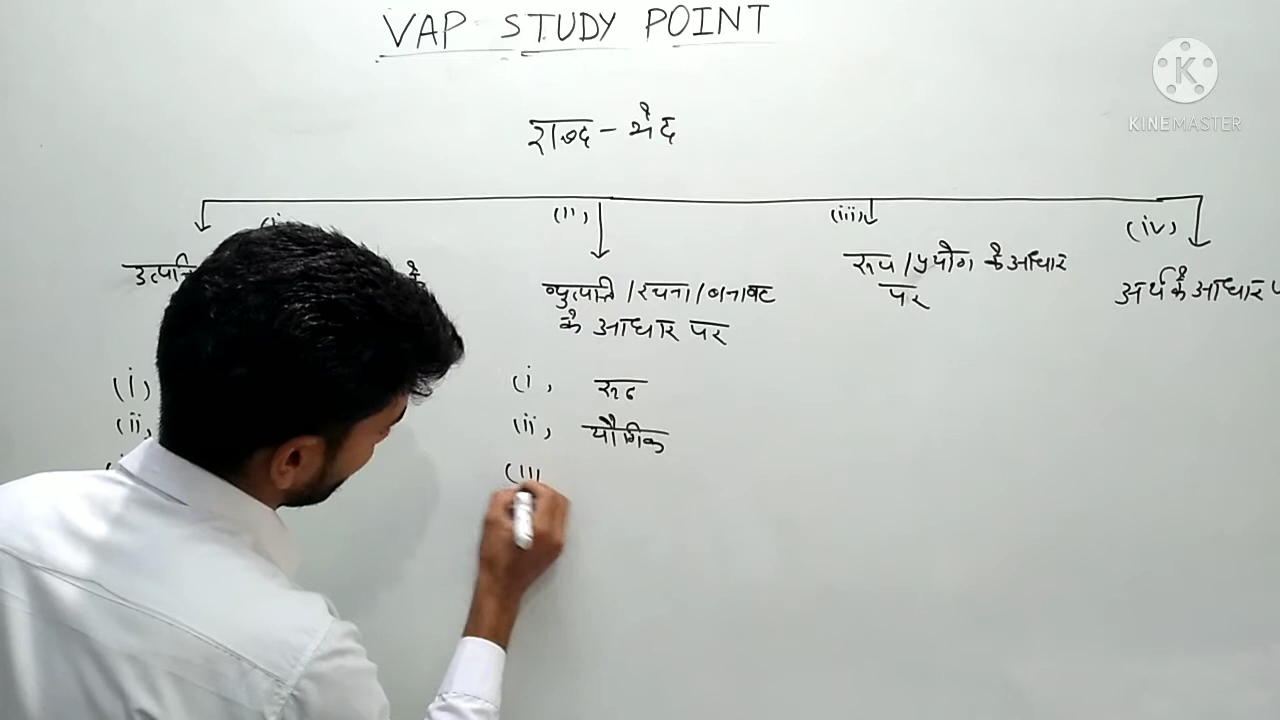 VAP STUDY POINT
KINEMASTER
शब्द - भेद
(ii)
(iii)
(iv)
व्युत्पत्ति / रचना / बनावट
के आधार पर
रूप / प्रयोग के आधार
पर
अर्थ के आधार
(i)
(ii)
(i) रूढ
(ii) यौगिक
(iii